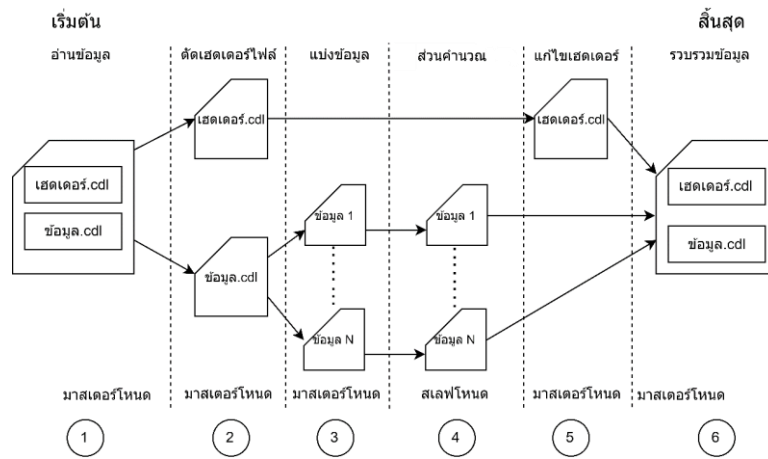 เริ่มต้น สิ้นสุด
อ่านข้อมูล ตัดเฮดเดอร์ไฟล์ แบ่งข้อมูล ส่วนคำนวณ แก้ไขเฮดเดอร์ รวบรวมข้อมูล
เฮดเดอร์.cdl เฮดเดอร์.cdl
เฮดเดอร์.cdl เฮดเดอร์.cdl
ข้อมูล 1 ข้อมูล 1
ข้อมูล.cdl ข้อมูล.cdl
ข้อมูล.cdl
ข้อมูล N ข้อมูล N
มาสเตอร์โหนด มาสเตอร์โหนด มาสเตอร์โหนด สเลฟโหนด มาสเตอร์โหนด มาสเตอร์โหนด
1 2 3 4 5 6